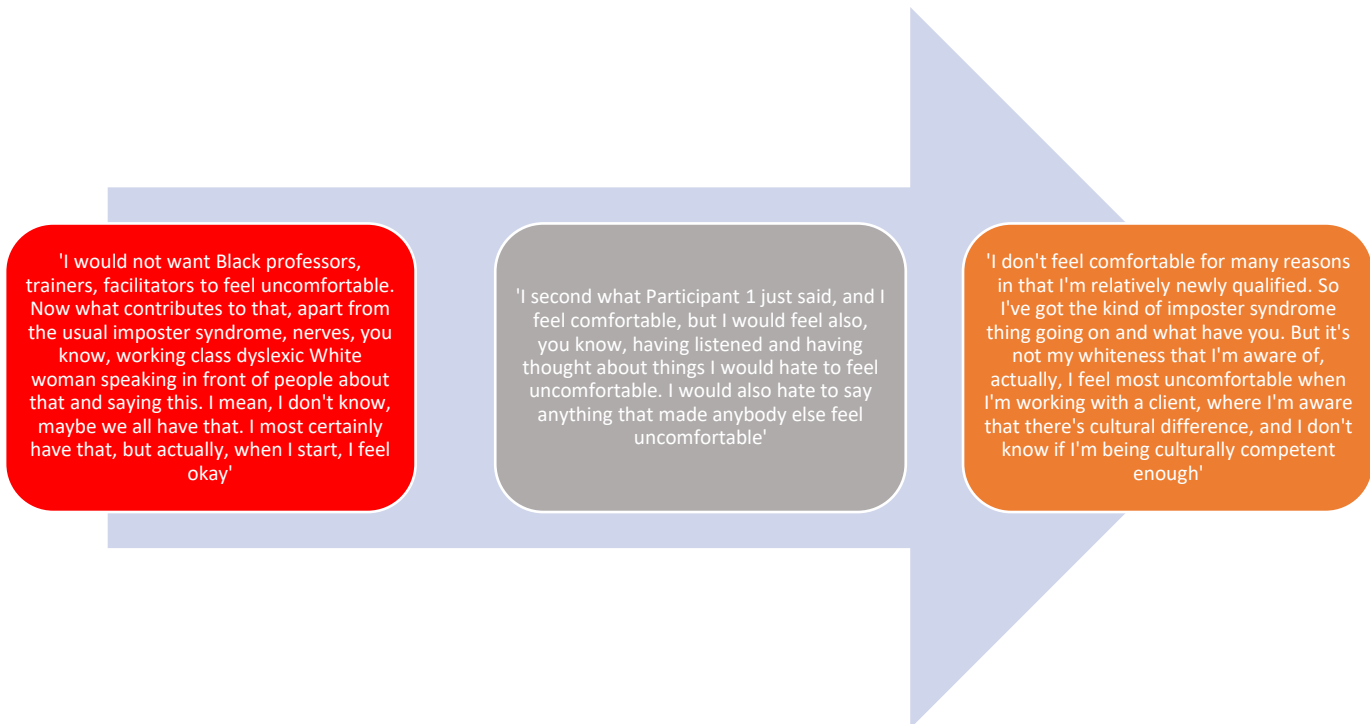 'I would not want Black professors,
trainers, facilitators to feel uncomfortable.
Now what contributes to that, apart from
the usual imposter syndrome, nerves, you
know, working class dyslexic White
woman speaking in front of people about
that and saying this. I mean, I don't know,
maybe we all have that. I most certainly
have that, but actually, when I start, I feel
okay'
'I second what Participant 1 just said, and I
feel comfortable, but I would feel also,
you know, having listened and having
thought about things I would hate to feel
uncomfortable. I would also hate to say
anything that made anybody else feel
uncomfortable'
'I don't feel comfortable for many reasons
in that I'm relatively newly qualified. So
I've got the kind of imposter syndrome
thing going on and what have you. But it's
not my whiteness that I'm aware of,
actually, I feel most uncomfortable when
I'm working with a client, where I'm aware
that there's cultural difference, and I don't
know if I'm being culturally competent
enough'